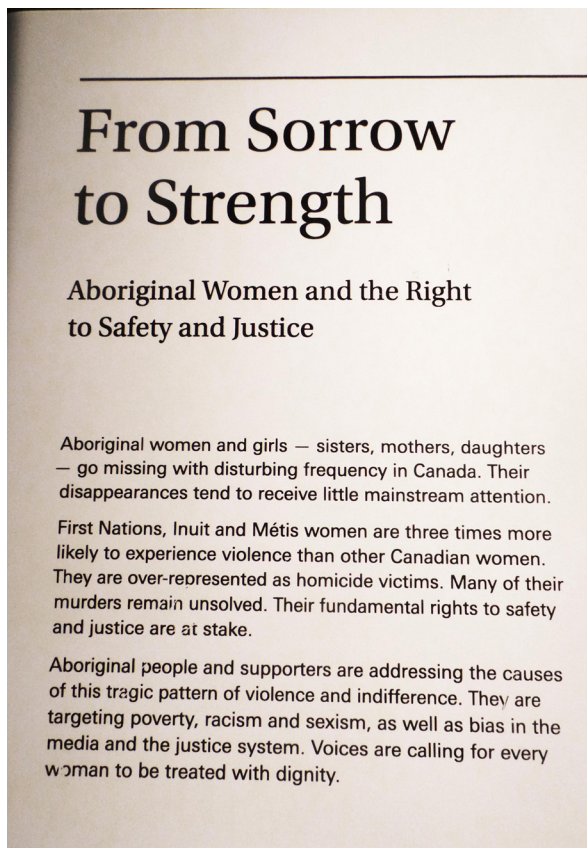 From Sorrow
to Strength
Aboriginal Women and the Right
to Safety and Justice
Aboriginal women and girls — sisters, mothers, daughters
— go missing with disturbing frequency in Canada. Their
disappearances tend to receive little mainstream attention.
First Nations, Inuit and Métis women are three times more
likely to experience violence than other Canadian women.
They are over-represented as homicide victims. Many of their
murders remain unsolved. Their fundamental rights to safety
and justice are at stake.
Aboriginal people and supporters are addressing the causes
of this tragic pattern of violence and indifference. They are
targeting poverty, racism and sexism, as well as bias in the
media and the justice system. Voices are calling for every
woman to be treated with dignity.